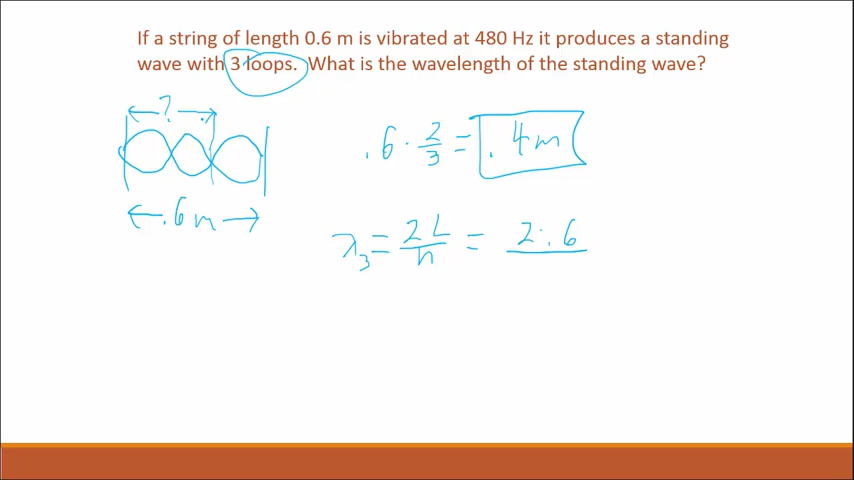 If a string of length 0.6 m is vibrated at 480 Hz it produces a standing
wave with 3 loops. What is the wavelength of the standing wave?
?
.6 · 2/3 = .4m
.6 m
λ₃ = 2L/n = 2·.6